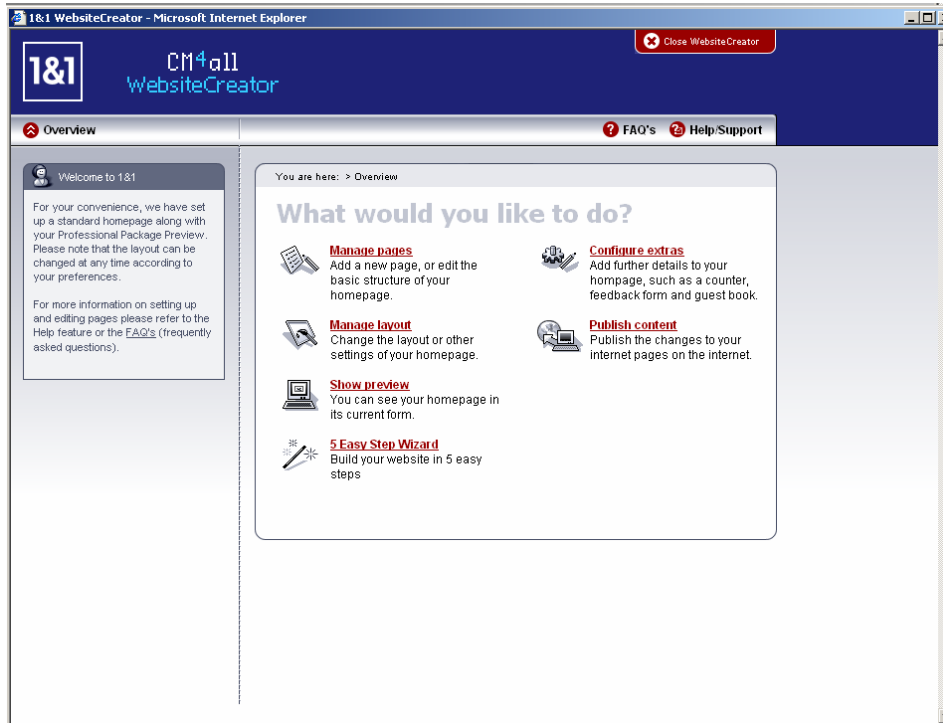 1&1 WebsiteCreator - Microsoft Internet Explorer
Close WebsiteCreator
1&1
CM4all
WebsiteCreator
Overview
FAQ's
Help/Support
Welcome to 1&1
For your convenience, we have set
up a standard homepage along with
your Professional Package Preview.
Please note that the layout can be
changed at any time according to
your preferences.
For more information on setting up
and editing pages please refer to the
Help feature or the FAQ's (frequently
asked questions).
You are here: > Overview
What would you like to do?
Manage pages
Add a new page, or edit the
basic structure of your
homepage.
Manage layout
Change the layout or other
settings of your homepage.
Show preview
You can see your homepage in
its current form.
5 Easy Step Wizard
Build your website in 5 easy
steps
Configure extras
Add further details to your
hompage, such as a counter,
feedback form and guest book.
Publish content
Publish the changes to your
internet pages on the internet.